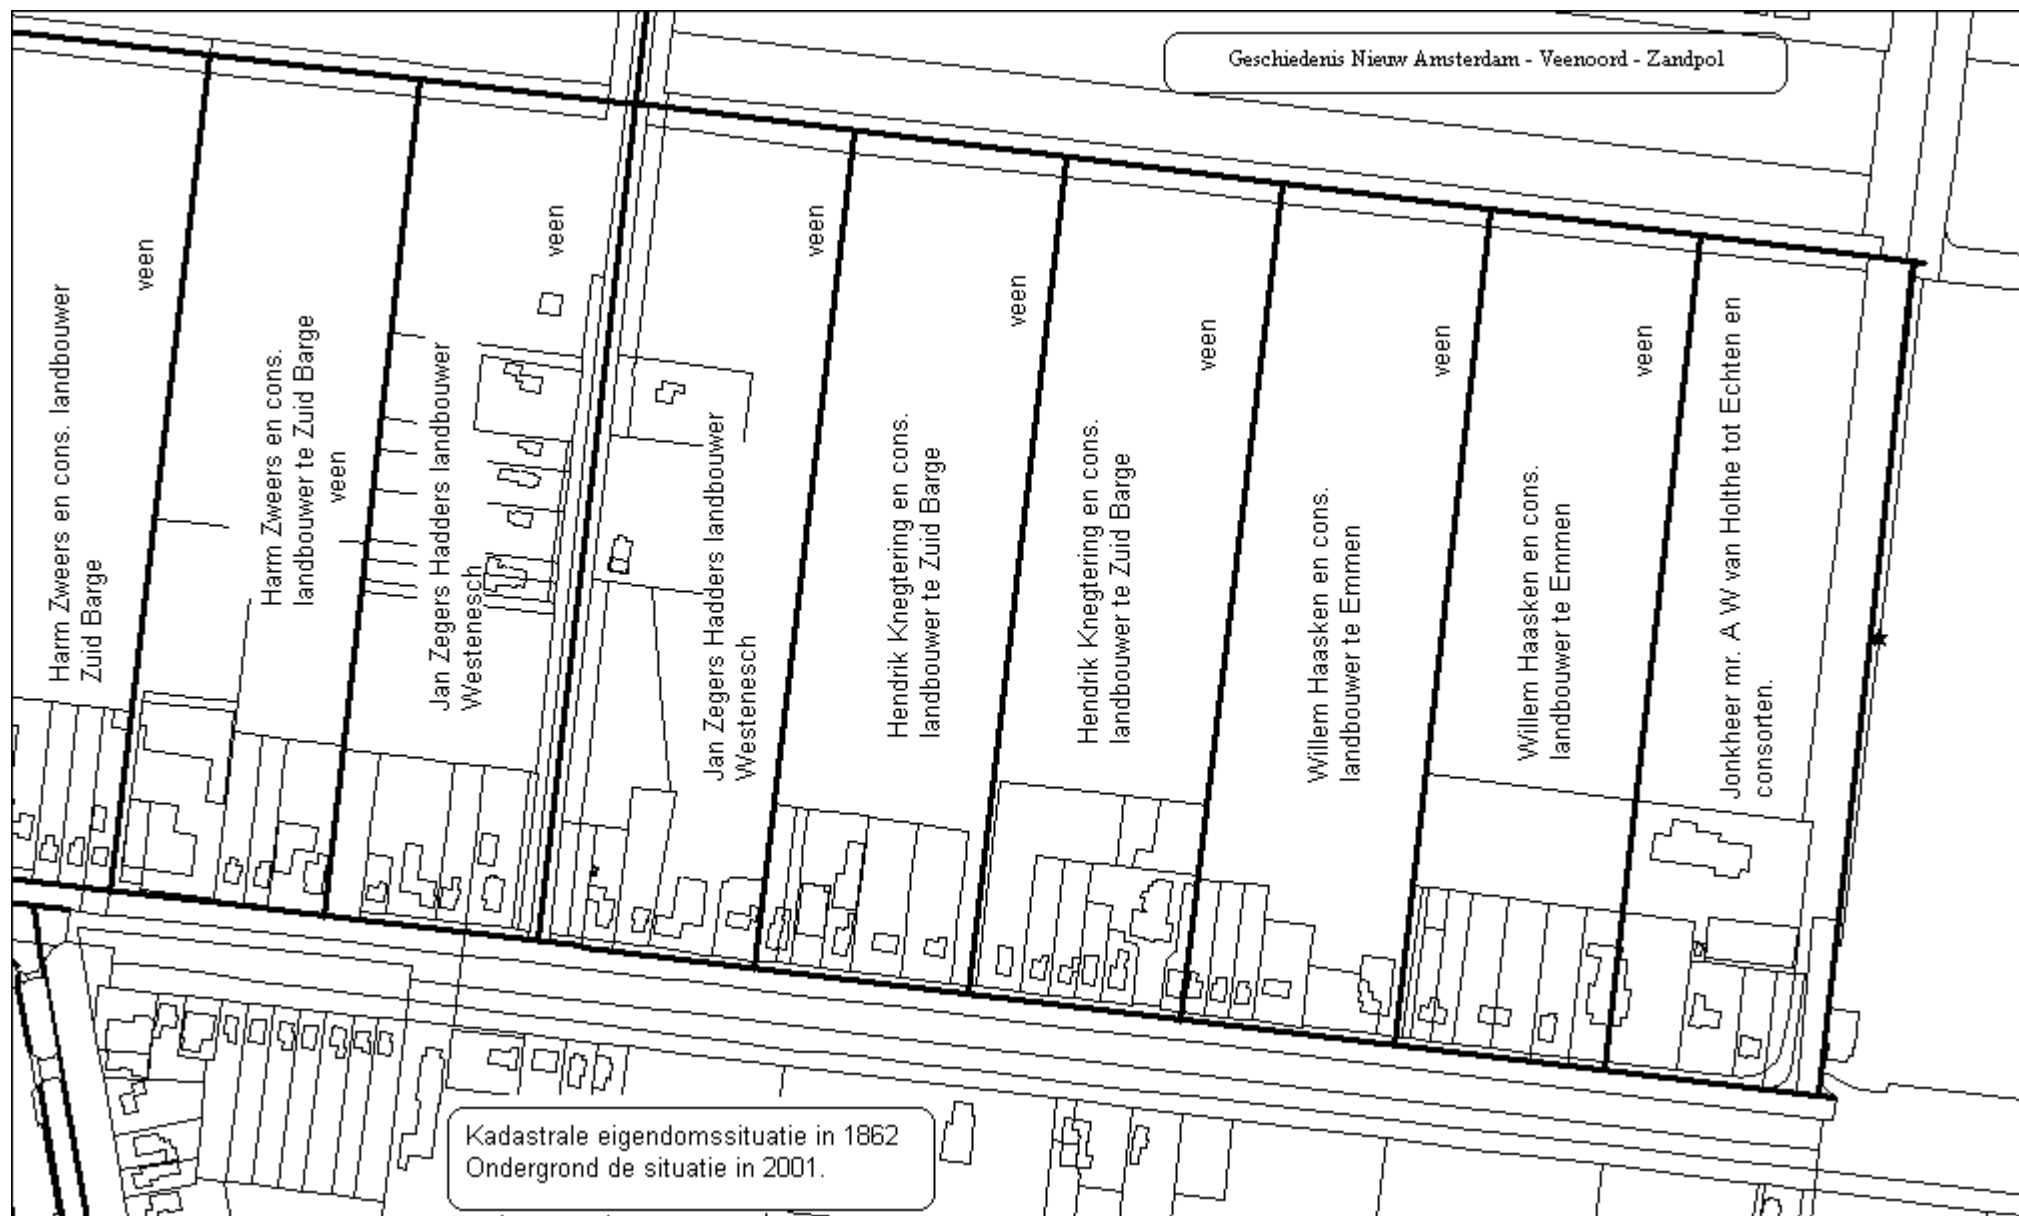 Geschiedenis Nieuw Amsterdam - Veenoord - Zandpol
Harm Zweers en cons. landbouwer
Zuid Barge
veen
Harm Zweers en cons.
landbouwer te Zuid Barge
veen
Jan Zegers Hadders landbouwer
Westenesch
veen
Jan Zegers Hadders landbouwer
Westenesch
veen
Hendrik Knegtering en cons.
landbouwer te Zuid Barge
veen
Hendrik Knegtering en cons.
landbouwer te Zuid Barge
veen
Willem Haasken en cons.
landbouwer te Emmen
veen
Willem Haasken en cons.
landbouwer te Emmen
veen
Jonkheer mr. A W van Holthe tot Echten en
consorten.
Kadastrale eigendomssituatie in 1862
Ondergrond de situatie in 2001.